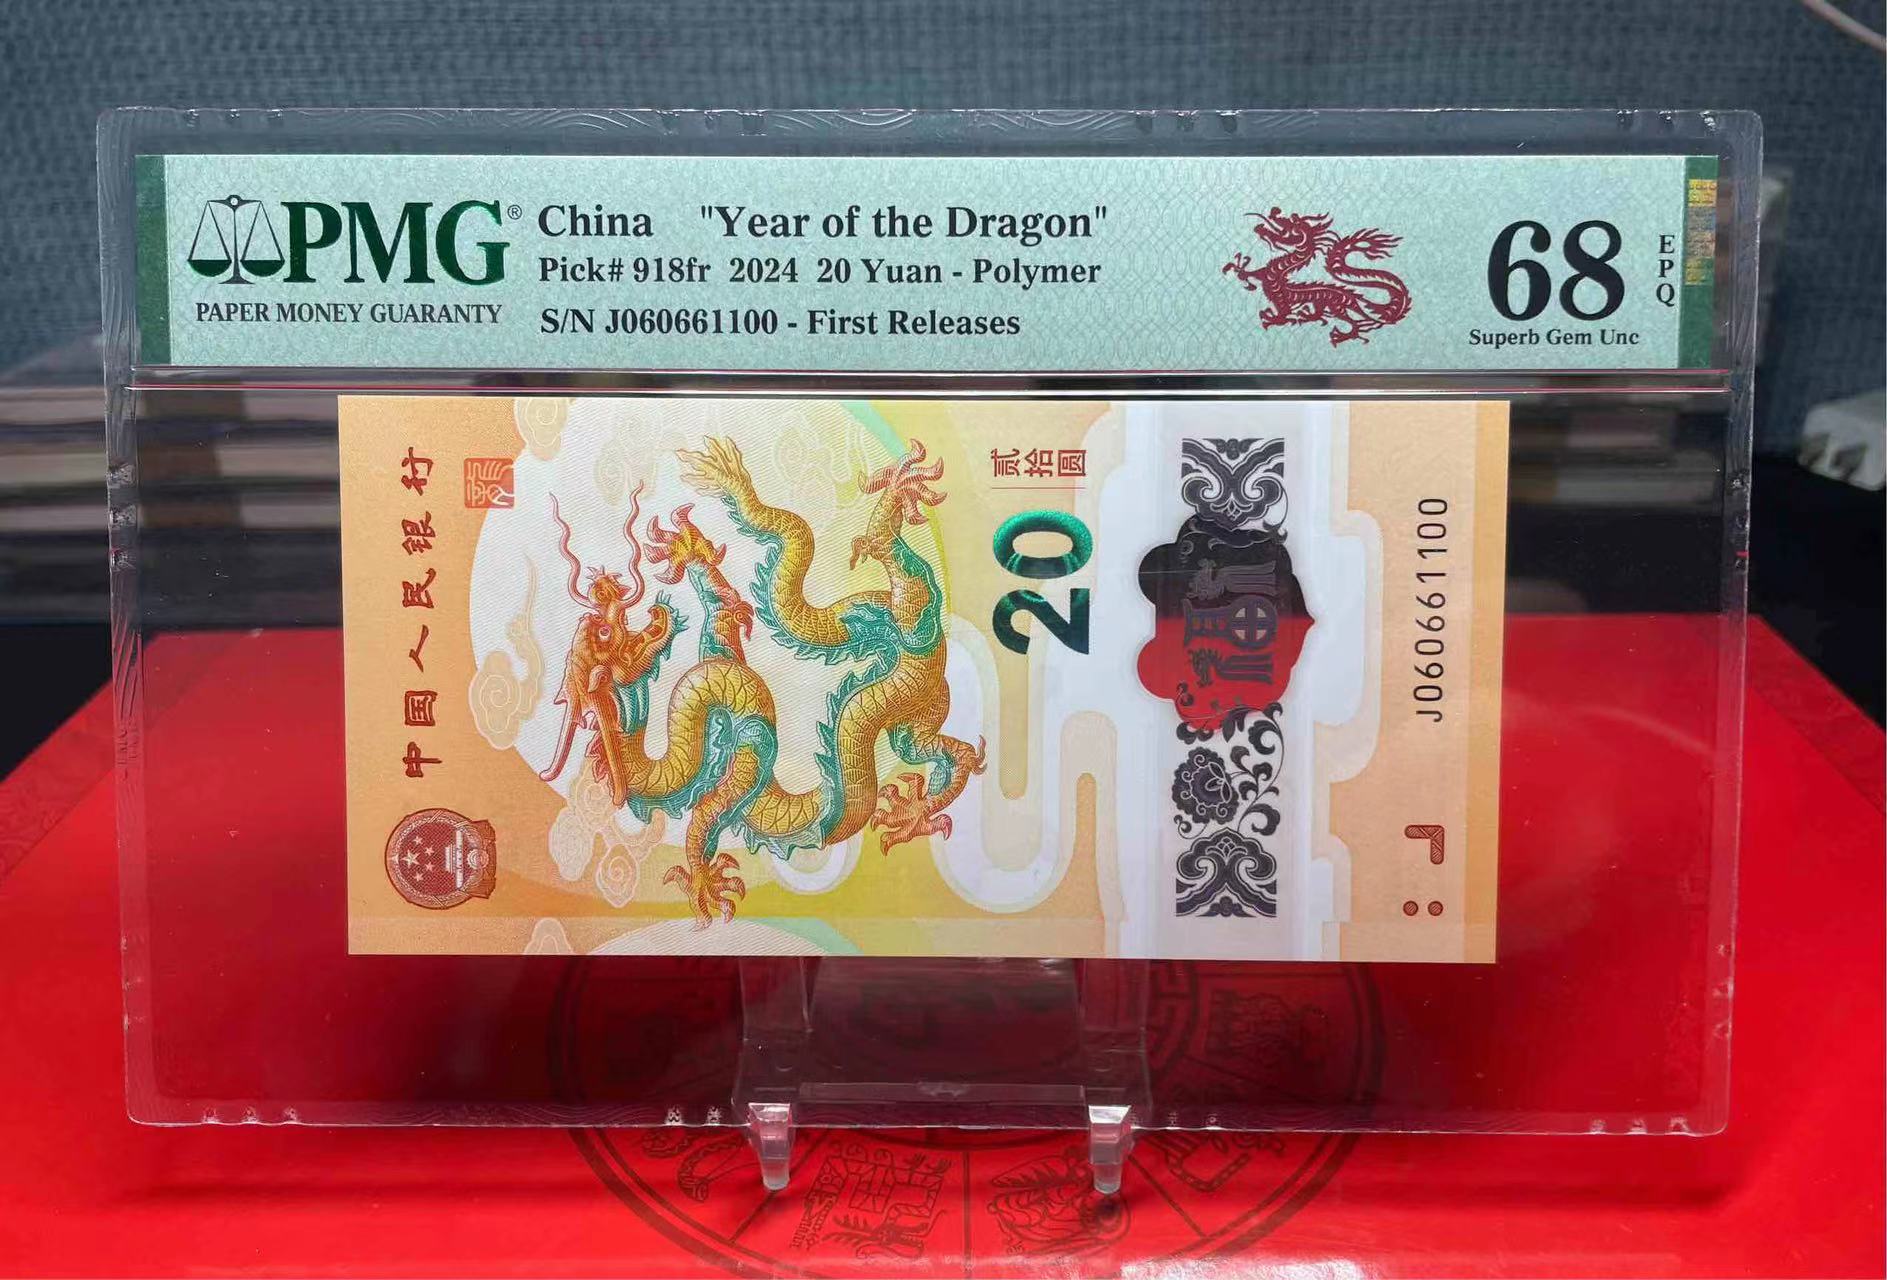 PMG®
PAPER MONEY GUARANTY
China "Year of the Dragon"
Pick# 918fr 2024 20 Yuan - Polymer
S/N J060661100 - First Releases
68
EPQ
Superb Gem Unc
中国人民银行
龍
贰拾圆
20
J060661100